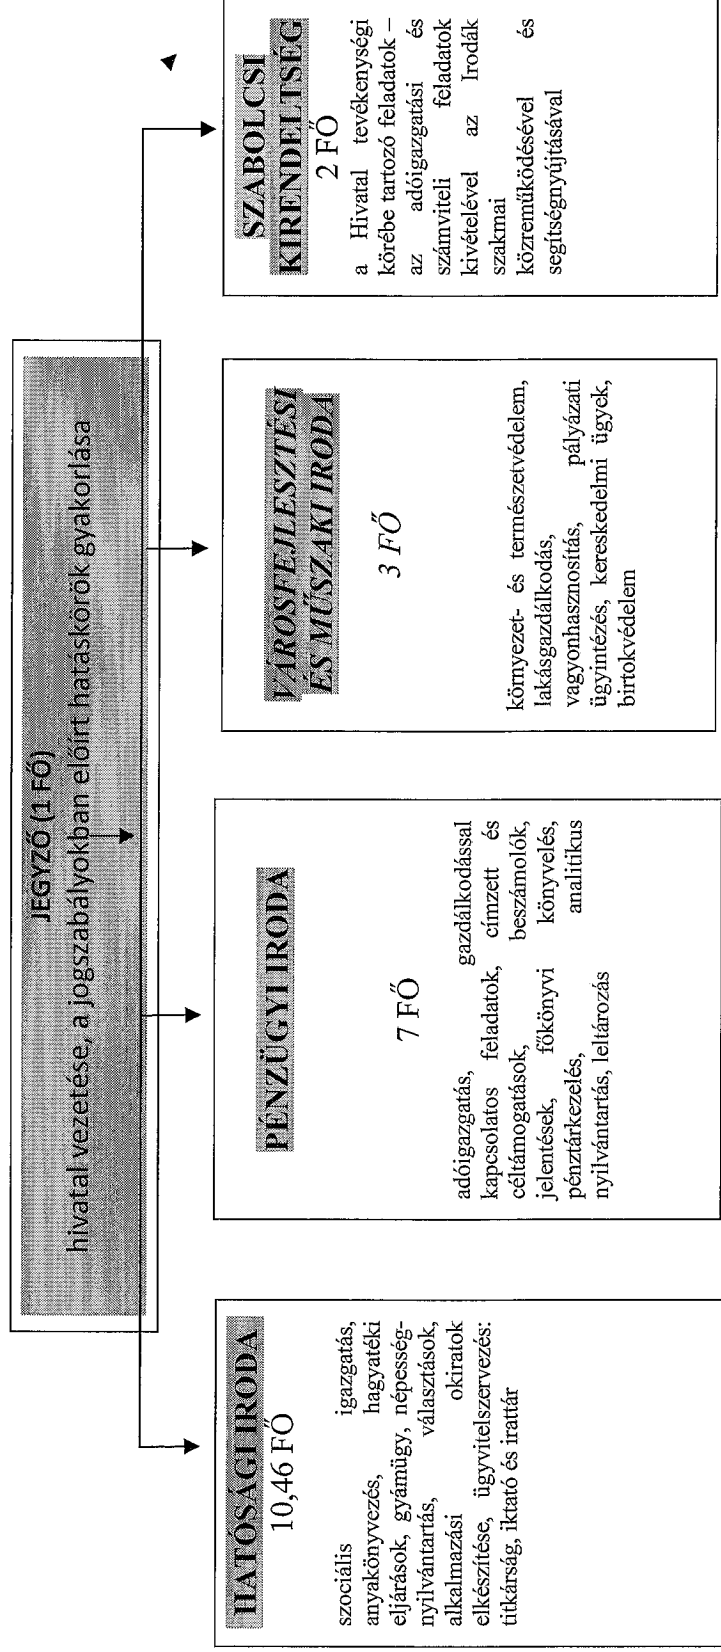 JEGYZŐ (1 FŐ)
hivatal vezetése, a jogszabályokban előírt hatáskörök gyakorlása
HATÓSÁGI IRODA
10,46 FŐ
szociális igazgatás,
anyakönyvezés, hagyatéki
eljárások, gyámügy, népesség-
nyilvántartás, választások,
alkalmazási okiratok
elkészítése, ügyvitelszervezés:
titkárság, iktató és irattár
PÉNZÜGYI IRODA
7 FŐ
adóigazgatás, gazdálkodással
kapcsolatos feladatok, címzett és
céltámogatások, beszámolók,
jelentések, főkönyvi könyvelés,
pénztárkezelés, analitikus
nyilvántartás, leltározás
VÁROSFEJLESZTÉSI
ÉS MŰSZAKI IRODA
3 FŐ
környezet- és természetvédelem,
lakásgazdálkodás,
vagyonhasznosítás, pályázati
ügyintézés, kereskedelmi ügyek,
birtokvédelem
SZABOLCSI
KIRENDELTSÉG
2 FŐ
a Hivatal tevékenységi
körébe tartozó feladatok –
az adóigazgatási és
számviteli feladatok
kivételével az Irodák
szakmai
közreműködésével és
segítségnyújtásával